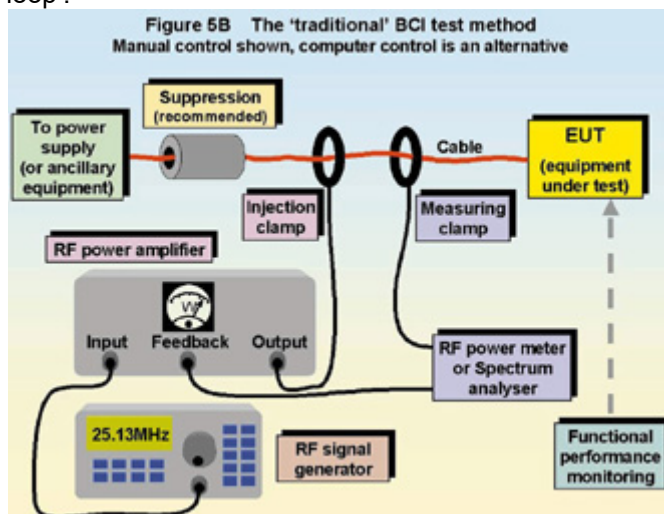 loop'.
Figure 5B The 'traditional' BCI test method
Manual control shown, computer control is an alternative
Suppression
(recommended)
To power
supply
(or ancillary
equipment)
Cable
EUT
(equipment
under test)
Injection
clamp
Measuring
clamp
RF power amplifier
W
Input Feedback Output
RF power meter
or Spectrum
analyser
25.13MHz
RF signal
generator
Functional
performance
monitoring